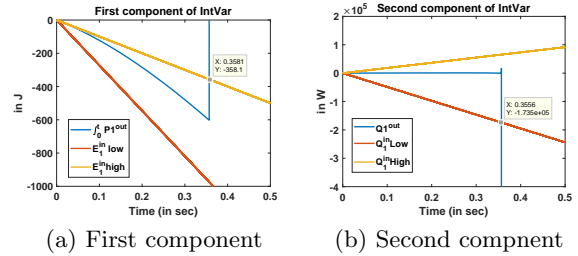 First component of IntVar
0
-200
-400
-600
-800
-1000
in J
X: 0.3581
Y: -358.1
∫₀ᵗ P1ᵒᵘᵗ
E₁ⁱⁿ low
E₁ⁱⁿhigh
0 0.1 0.2 0.3 0.4 0.5
Time (in sec)
(a) First component
Second component of IntVar
×10⁵
2
1
0
-1
-2
-3
-4
in W
X: 0.3556
Y: -1.735e+05
Q1ᵒᵘᵗ
Q₁ⁱⁿLow
Q₁ⁱⁿHigh
0 0.1 0.2 0.3 0.4 0.5
Time (in sec)
(b) Second compnent